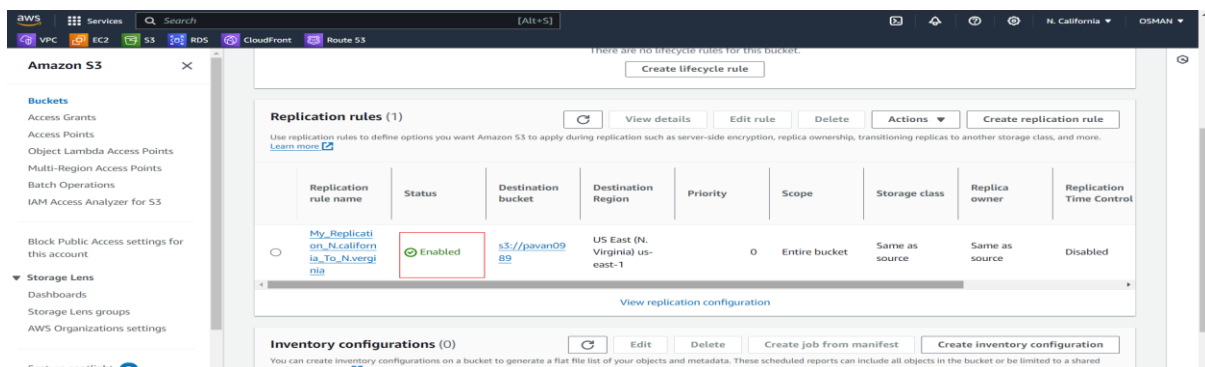 aws Services Search [Alt+S] N. California ▼ OSMAN ▼
VPC EC2 S3 RDS CloudFront Route 53
Amazon S3
Buckets
Access Grants
Access Points
Object Lambda Access Points
Multi-Region Access Points
Batch Operations
IAM Access Analyzer for S3
Block Public Access settings for
this account
▼ Storage Lens
Dashboards
Storage Lens groups
AWS Organizations settings
There are no lifecycle rules for this bucket.
Create lifecycle rule
Replication rules (1)
View details Edit rule Delete Actions ▼ Create replication rule
Use replication rules to define options you want Amazon S3 to apply during replication such as server-side encryption, replica ownership, transitioning replicas to another storage class, and more.
Learn more
Replication rule name
Status
Destination bucket
Destination Region
Priority
Scope
Storage class
Replica owner
Replication Time Control
My_Replicati
on_N.californ
ia_To_N.vergi
nia
Enabled
s3://pavan09
89
US East (N.
Virginia) us-
east-1
0
Entire bucket
Same as
source
Same as
source
Disabled
View replication configuration
Inventory configurations (0)
Edit Delete Create job from manifest Create inventory configuration
You can create inventory configurations on a bucket to generate a flat file list of your objects and metadata. These scheduled reports can include all objects in the bucket or be limited to a shared